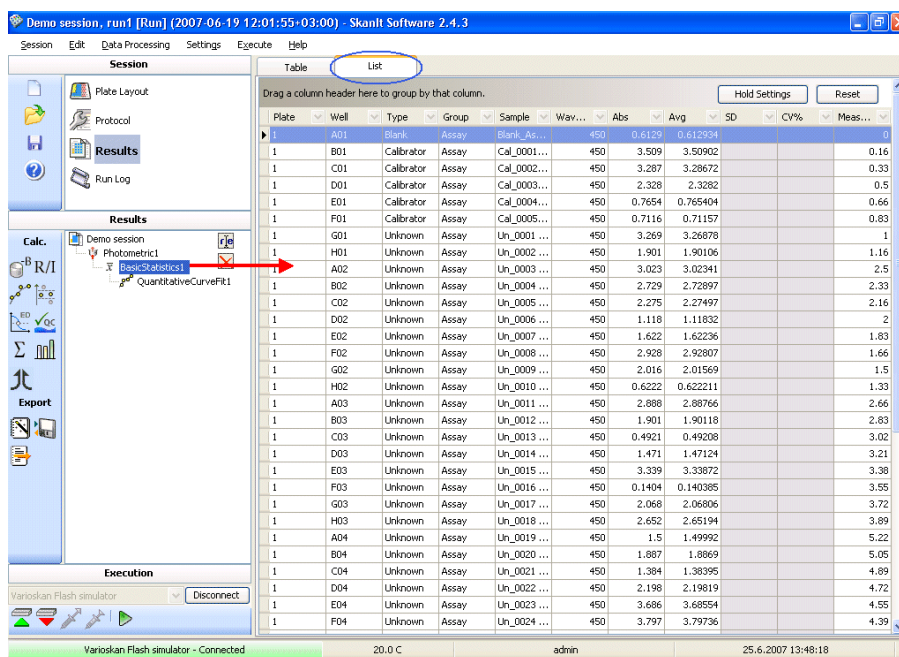 Demo session, run1 [Run] (2007-06-19 12:01:55+03:00) - SkanIt Software 2.4.3
Session Edit Data Processing Settings Execute Help
Session
Plate Layout
Protocol
Results
Run Log
Results
Calc.
-B R/I
ED QC
Σ
Export
Demo session
Photometric1
x BasicStatistics1
QuantitativeCurveFit1
Execution
Varioskan Flash simulator Disconnect
Table List
Drag a column header here to group by that column. Hold Settings Reset
Plate Well Type Group Sample Wav... Abs Avg SD CV% Meas...
1 A01 Blank Assay Blank_As... 450 0.6129 0.612934 0
1 B01 Calibrator Assay Cal_0001... 450 3.509 3.50902 0.16
1 C01 Calibrator Assay Cal_0002... 450 3.287 3.28672 0.33
1 D01 Calibrator Assay Cal_0003... 450 2.328 2.3282 0.5
1 E01 Calibrator Assay Cal_0004... 450 0.7654 0.765404 0.66
1 F01 Calibrator Assay Cal_0005... 450 0.7116 0.71157 0.83
1 G01 Unknown Assay Un_0001 ... 450 3.269 3.26878 1
1 H01 Unknown Assay Un_0002 ... 450 1.901 1.90106 1.16
1 A02 Unknown Assay Un_0003 ... 450 3.023 3.02341 2.5
1 B02 Unknown Assay Un_0004 ... 450 2.729 2.72897 2.33
1 C02 Unknown Assay Un_0005 ... 450 2.275 2.27497 2.16
1 D02 Unknown Assay Un_0006 ... 450 1.118 1.11832 2
1 E02 Unknown Assay Un_0007 ... 450 1.622 1.62236 1.83
1 F02 Unknown Assay Un_0008 ... 450 2.928 2.92807 1.66
1 G02 Unknown Assay Un_0009 ... 450 2.016 2.01569 1.5
1 H02 Unknown Assay Un_0010 ... 450 0.6222 0.622211 1.33
1 A03 Unknown Assay Un_0011 ... 450 2.888 2.88766 2.66
1 B03 Unknown Assay Un_0012 ... 450 1.901 1.90118 2.83
1 C03 Unknown Assay Un_0013 ... 450 0.4921 0.49208 3.02
1 D03 Unknown Assay Un_0014 ... 450 1.471 1.47124 3.21
1 E03 Unknown Assay Un_0015 ... 450 3.339 3.33872 3.38
1 F03 Unknown Assay Un_0016 ... 450 0.1404 0.140385 3.55
1 G03 Unknown Assay Un_0017 ... 450 2.068 2.06806 3.72
1 H03 Unknown Assay Un_0018 ... 450 2.652 2.65194 3.89
1 A04 Unknown Assay Un_0019 ... 450 1.5 1.49992 5.22
1 B04 Unknown Assay Un_0020 ... 450 1.887 1.8869 5.05
1 C04 Unknown Assay Un_0021 ... 450 1.384 1.38395 4.89
1 D04 Unknown Assay Un_0022 ... 450 2.198 2.19819 4.72
1 E04 Unknown Assay Un_0023 ... 450 3.686 3.68554 4.55
1 F04 Unknown Assay Un_0024 ... 450 3.797 3.79736 4.39
Varioskan Flash simulator - Connected 20.0 C admin 25.6.2007 13:48:18